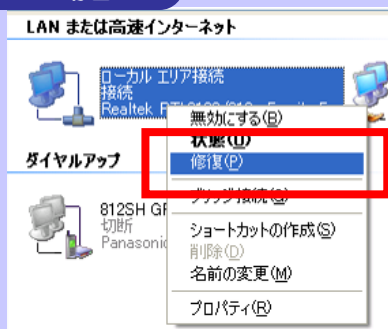 LAN または高速インターネット
ローカル エリア接続
接続
無効にする(B)
状態(U)
修復(P)
ダイヤルアップ
812SH
切断
Panasonic
ショートカットの作成(S)
削除(D)
名前の変更(M)
プロパティ(R)